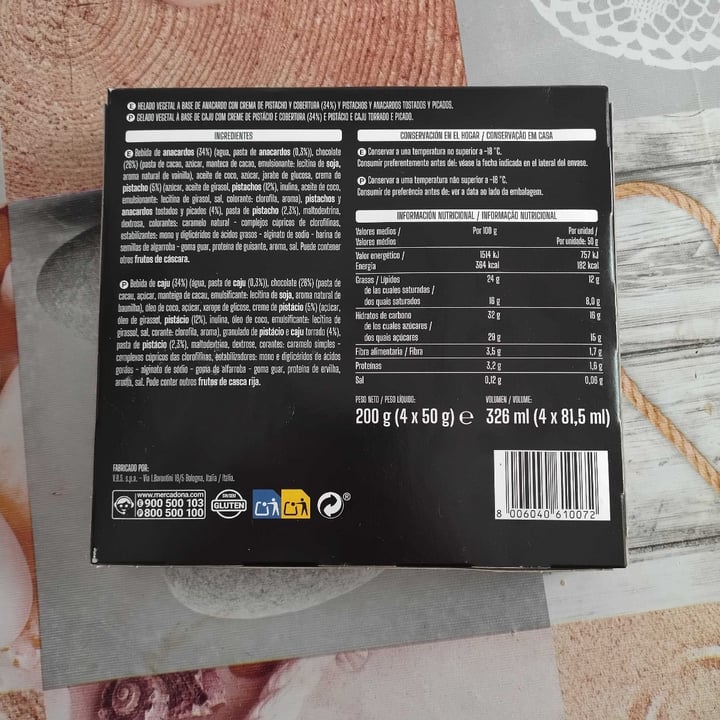 E HELADO VEGETAL A BASE DE ANACARDO CON CREMA DE PISTACHO Y COBERTURA (34%) Y PISTACHOS Y ANACARDOS TOSTADOS Y PICADOS.
P GELADO VEGETAL A BASE DE CAJU COM CREME DE PISTÁCIO E COBERTURA (34%) E PISTÁCIO E CAJU TORRADO E PICADO.
INGREDIENTES
E Bebida de anacardos (34%) (agua, pasta de anacardos (0,3%)), chocolate
(26%) (pasta de cacao, azúcar, manteca de cacao, emulsionante: lecitina de soja,
aroma natural de vainilla), aceite de coco, azúcar, jarabe de glucosa, crema de
pistacho (5%) (azúcar, aceite de girasol, pistachos (12%), inulina, aceite de coco,
emulsionante: lecitina de girasol, sal, colorante: clorofila, aroma), pistachos y
anacardos tostados y picados (4%), pasta de pistacho (2,3%), maltodextrina,
dextrosa, colorantes: caramelo natural - complejos cúpricos de clorofilas,
estabilizantes: mono y diglicéridos de ácidos grasos - alginato de sodio - harina
de semillas de algarroba - goma guar, proteína de guisante, aroma, sal. Puede contener
otros frutos de cáscara.
P Bebida de caju (34%) (água, pasta de caju (0,3%)), chocolate (26%) (pasta de
cacau, açúcar, manteiga de cacau, emulsificante: lecitina de soja, aroma natural de
baunilha), óleo de coco, açúcar, xarope de glicose, creme de pistácio (5%) (açúcar,
óleo de girassol, pistácio (12%), inulina, óleo de coco, emulsificante: lecitina de
girassol, sal, corante: clorofila, aroma), granulado de pistácio e caju torrado (4%),
pasta de pistácio (2,3%), maltodextrina, dextrose, corantes: caramelo simples -
complexos cúpricos das clorofilinas, estabilizadores: mono e diglicéridos de ácidos
gordos - alginato de sódio - goma de alfarroba - goma guar, proteína de ervilha,
aroma, sal. Pode conter outros frutos de casca rija.
FABRICADO POR:
V.B.G. s.p.a. – Via I.Barontini 16/5 Bologna, Italia / Itália.
www.mercadona.com
E 900 500 103
P 800 500 100
SIN/SEM
GLUTEN
CONSERVACIÓN EN EL HOGAR / CONSERVAÇÃO EM CASA
E Conservar a una temperatura no superior a -18 °C.
Consumir preferentemente antes del: véase la fecha indicada en el lateral del envase.
P Conservar a uma temperatura não superior a -18 °C.
Consumir de preferência antes de: ver a data ao lado da embalagem.
INFORMACIÓN NUTRICIONAL / INFORMAÇÃO NUTRICIONAL
Valores medios / Por 100 g Por unidad /
Valores médios Por unidade: 50 g
Valor energético / 1514 kJ 757 kJ
Energia 364 kcal 182 kcal
Grasas / Lípidos 24 g 12 g
de las cuales saturadas /
dos quais saturados 16 g 8,0 g
Hidratos de carbono 32 g 16 g
de los cuales azúcares /
dos quais açúcares 29 g 15 g
Fibra alimentaria / Fibra 3,5 g 1,7 g
Proteínas 3,2 g 1,6 g
Sal 0,12 g 0,06 g
PESO NETO / PESO LÍQUIDO: VOLUMEN / VOLUME:
200 g (4 x 50 g) e 326 ml (4 x 81,5 ml)
8 006040 610072